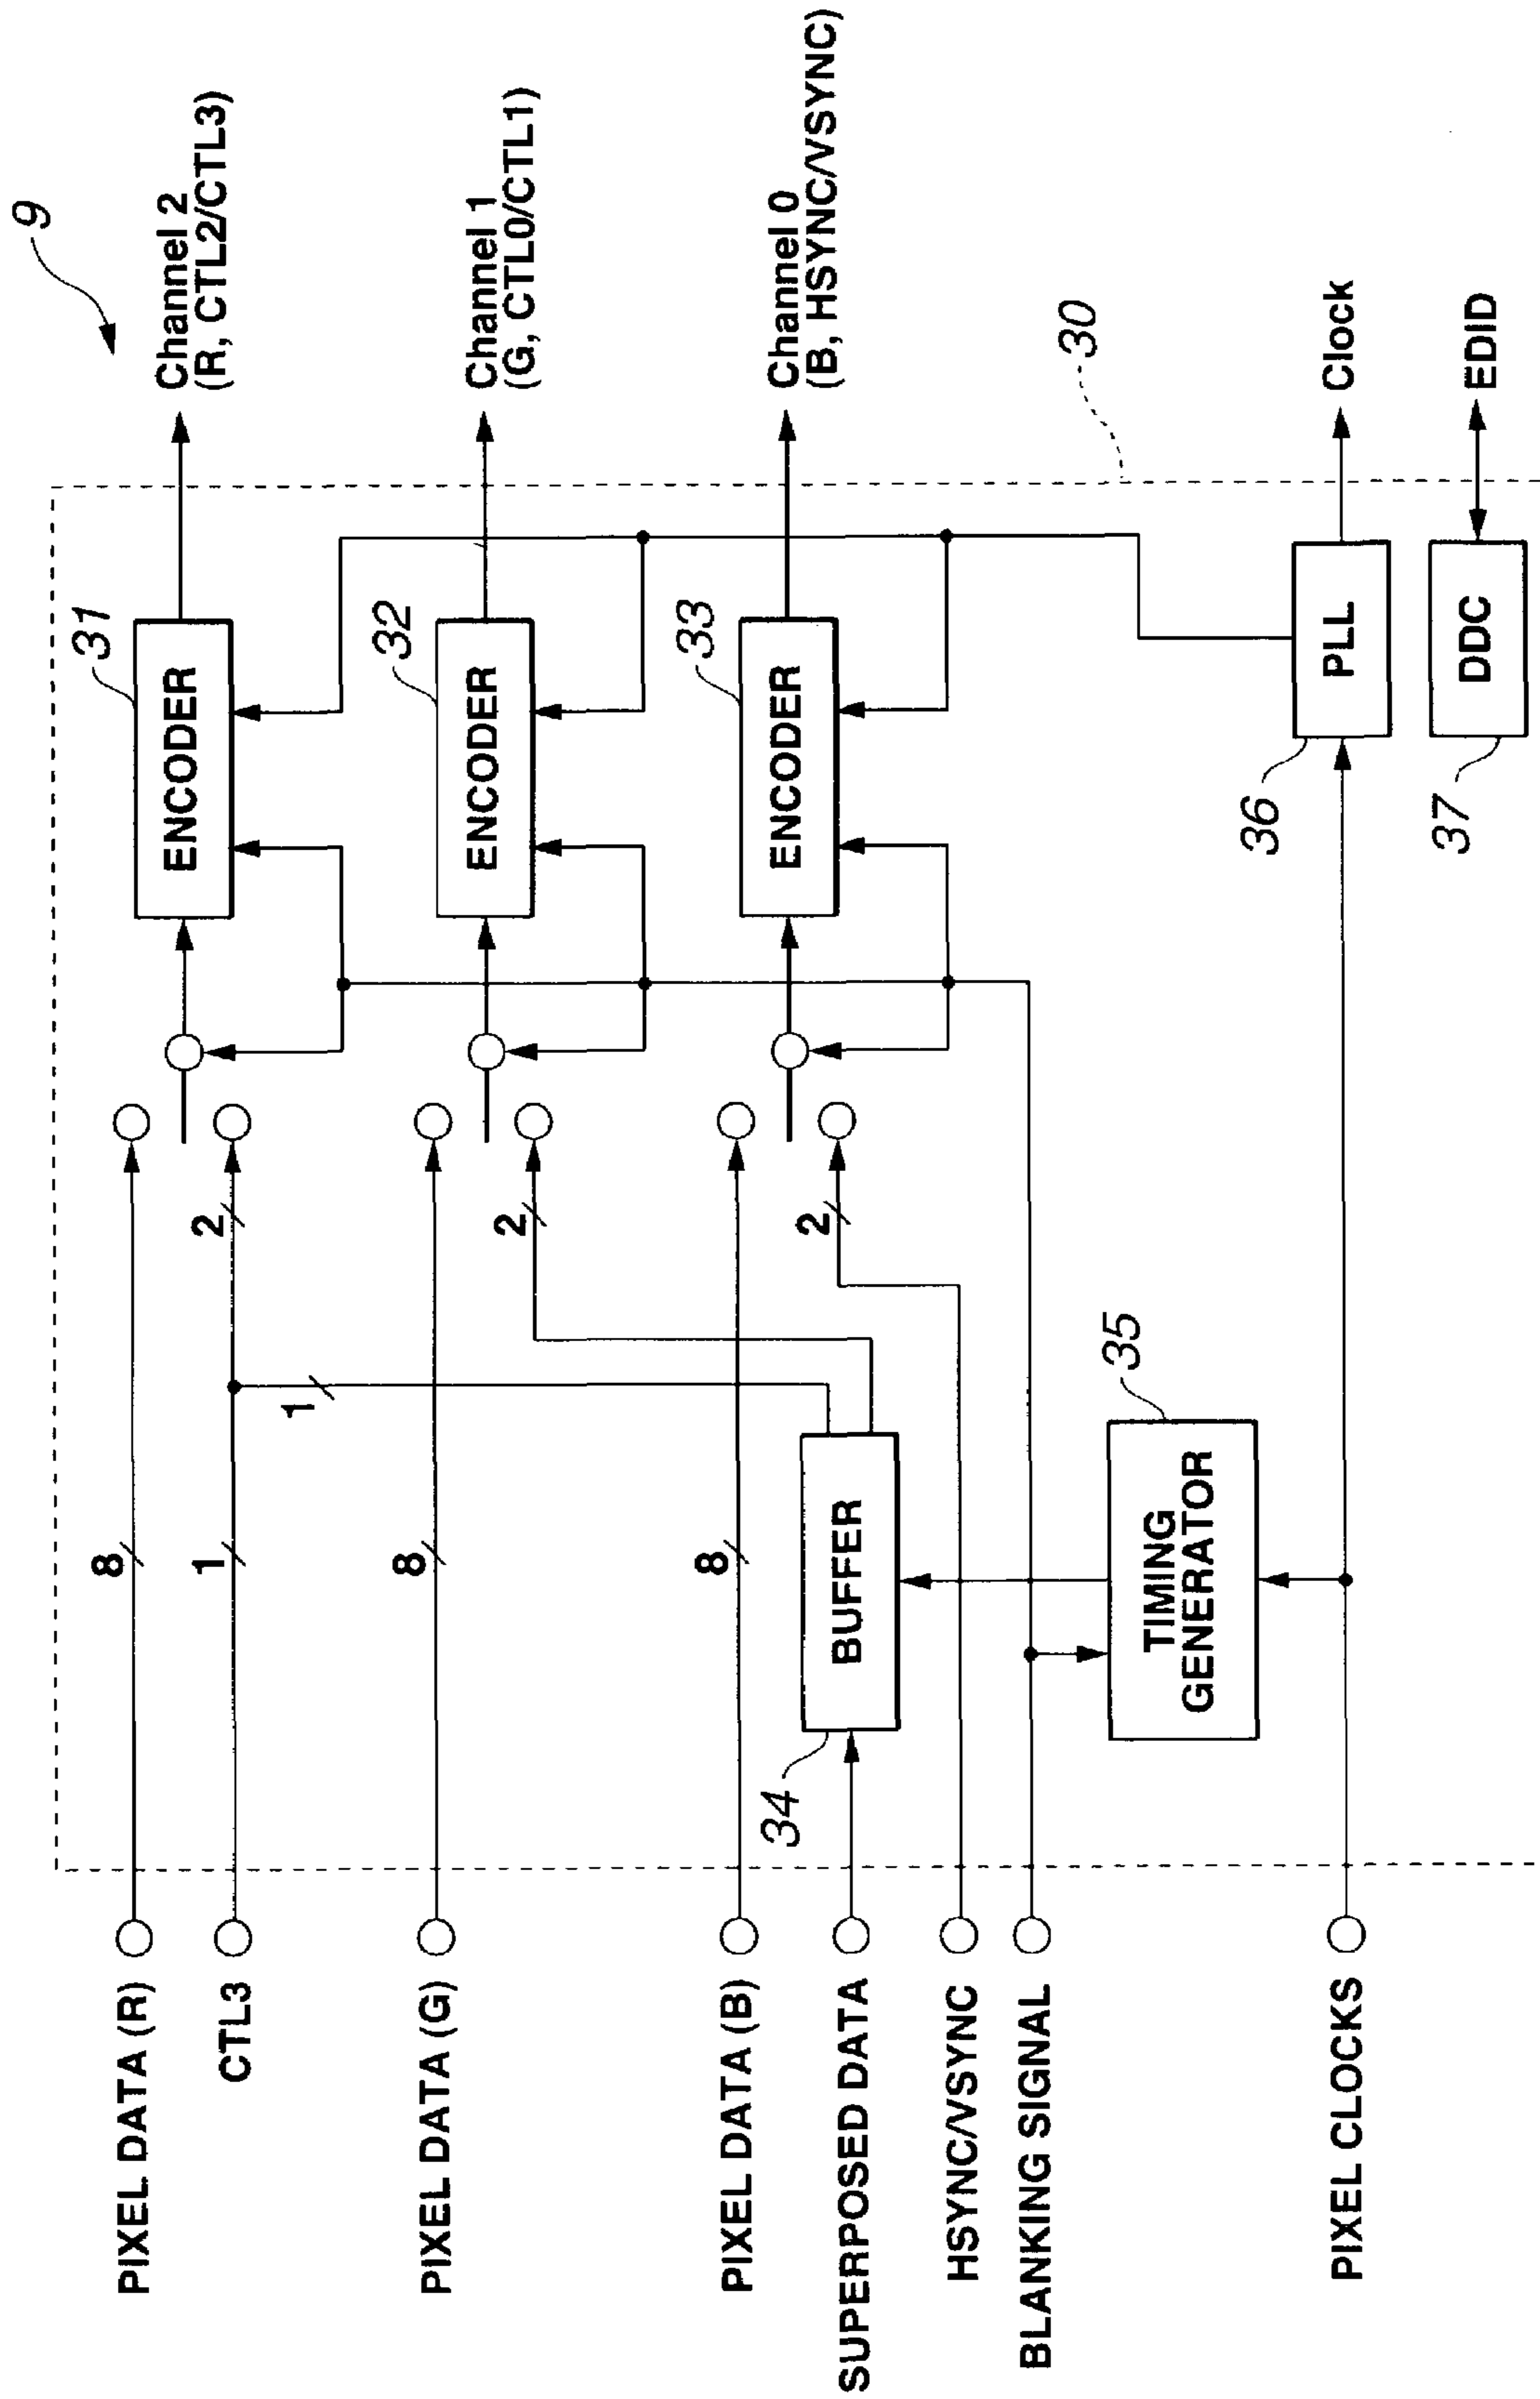 9
PIXEL DATA (R)
8
31
ENCODER
Channel 2
(R, CTL2/CTL3)
CTL3
1
2
1
PIXEL DATA (G)
8
2
32
ENCODER
Channel 1
(G, CTL0/CTL1)
PIXEL DATA (B)
8
2
33
ENCODER
Channel 0
(B, HSYNC/VSYNC)
SUPERPOSED DATA
34
BUFFER
HSYNC/VSYNC
BLANKING SIGNAL
TIMING
GENERATOR
35
30
PIXEL CLOCKS
36
PLL
Clock
37
DDC
EDID